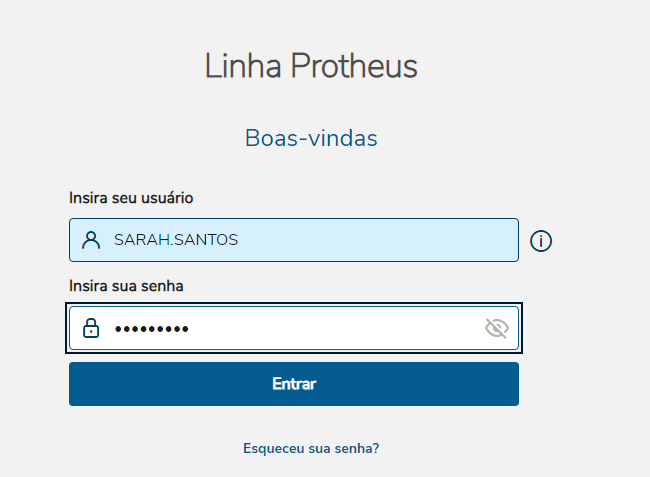 Linha Protheus
Boas-vindas
Insira seu usuário
SARAH.SANTOS
Insira sua senha
•••••••••
Entrar
Esqueceu sua senha?